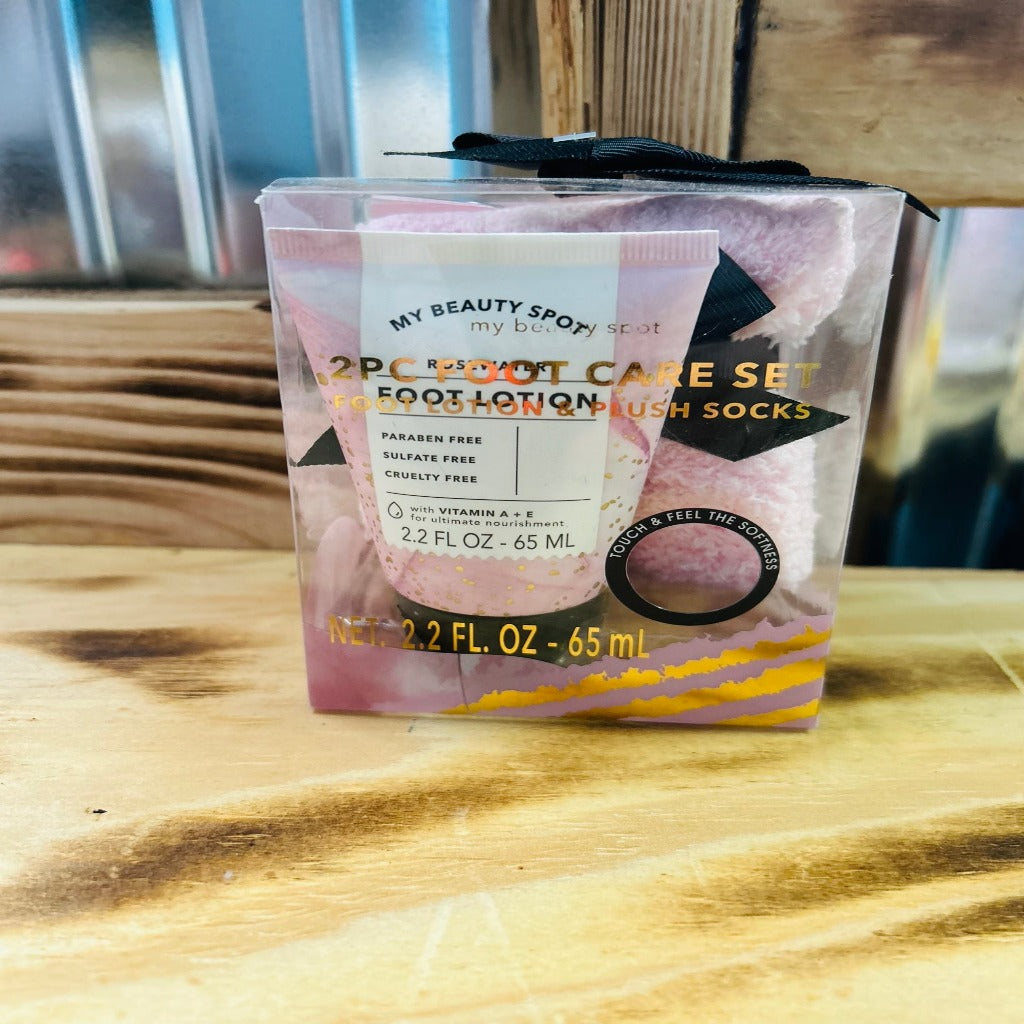 MY BEAUTY SPOT
my beauty spot
ROSEWATER
2PC FOOT CARE SET
FOOT LOTION
FOOT LOTION & PLUSH SOCKS
PARABEN FREE
SULFATE FREE
CRUELTY FREE
with VITAMIN A + E
for ultimate nourishment
2.2 FL OZ - 65 ML
TOUCH & FEEL THE SOFTNESS
NET. 2.2 FL. OZ - 65 mL